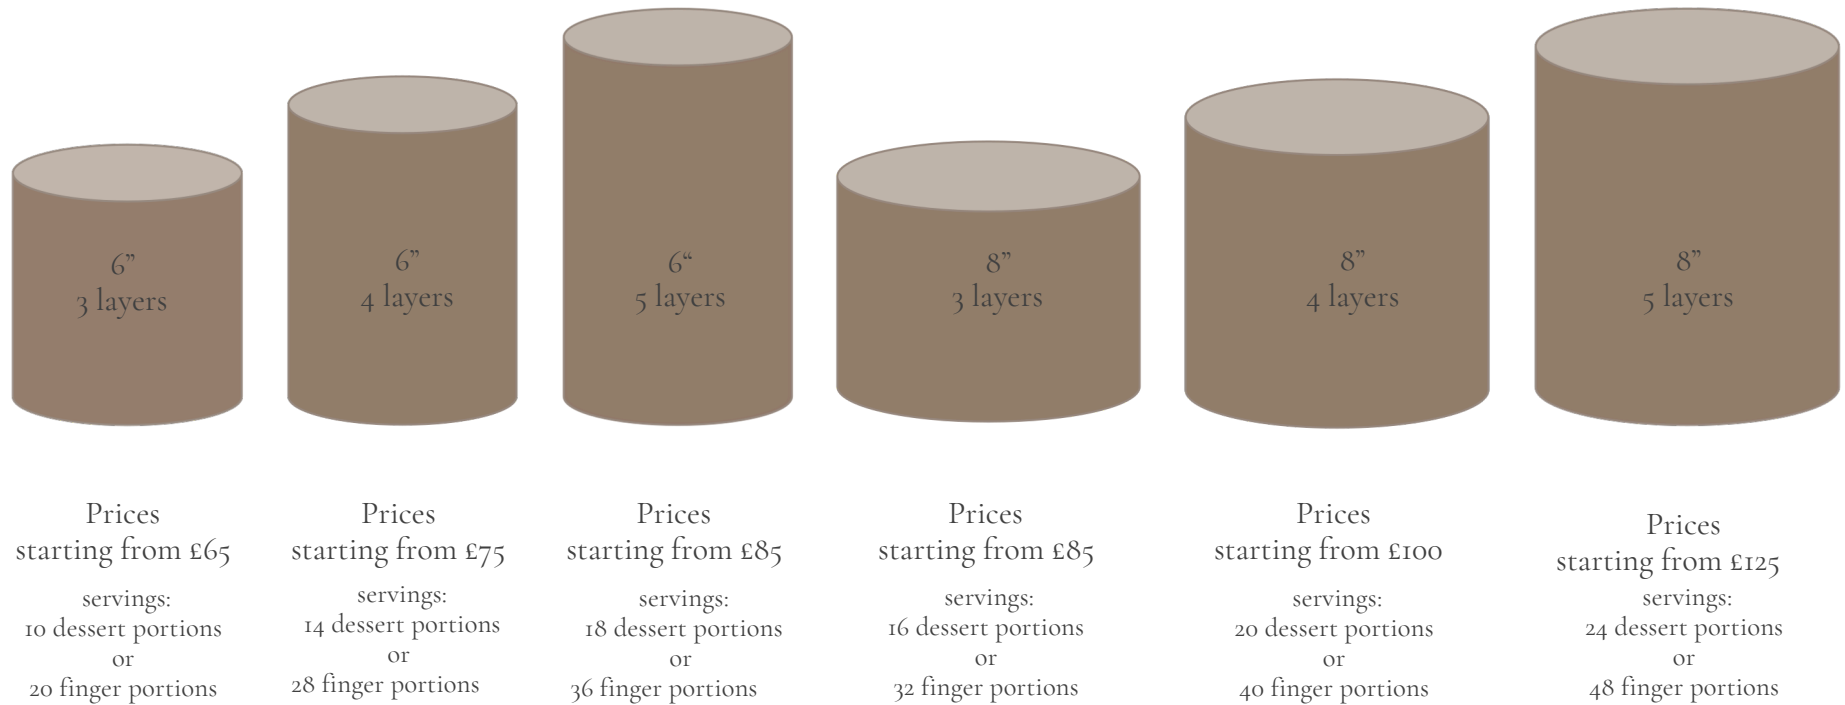 6”
3 layers
Prices
starting from £65
servings:
10 dessert portions
or
20 finger portions
6”
4 layers
Prices
starting from £75
servings:
14 dessert portions
or
28 finger portions
6“
5 layers
Prices
starting from £85
servings:
18 dessert portions
or
36 finger portions
8”
3 layers
Prices
starting from £85
servings:
16 dessert portions
or
32 finger portions
8”
4 layers
Prices
starting from £100
servings:
20 dessert portions
or
40 finger portions
8”
5 layers
Prices
starting from £125
servings:
24 dessert portions
or
48 finger portions